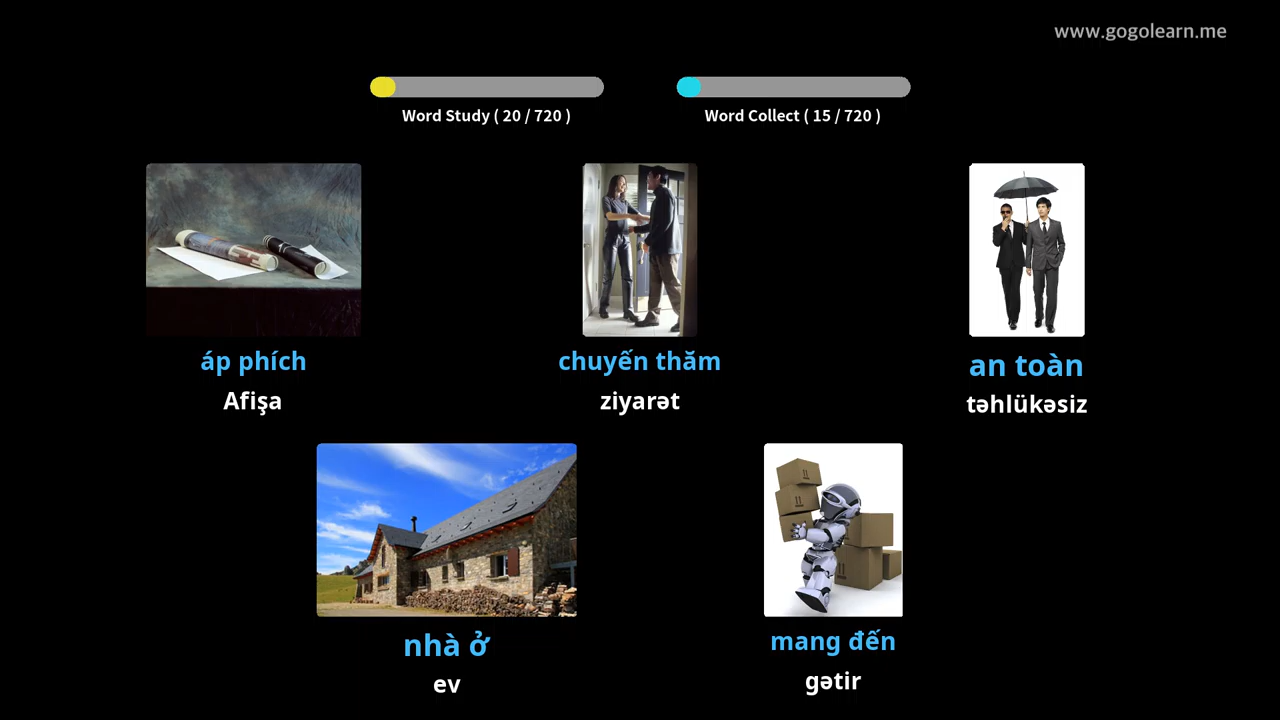 www.gogolearn.me
Word Study ( 20 / 720 )
Word Collect ( 15 / 720 )
áp phích
Afişa
chuyến thăm
ziyarət
an toàn
təhlükəsiz
nhà ở
ev
mang đến
gətir